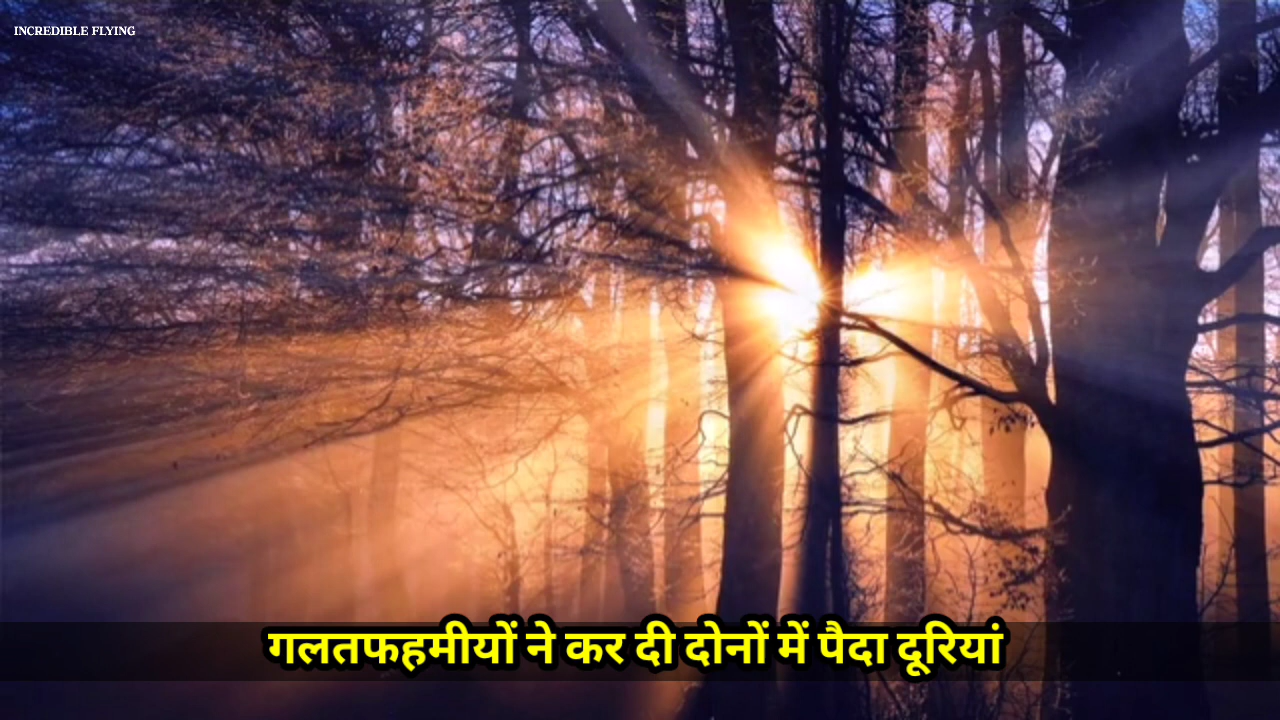 INCREDIBLE FLYING
गलतफहमीयों ने कर दी दोनों में पैदा दूरियां